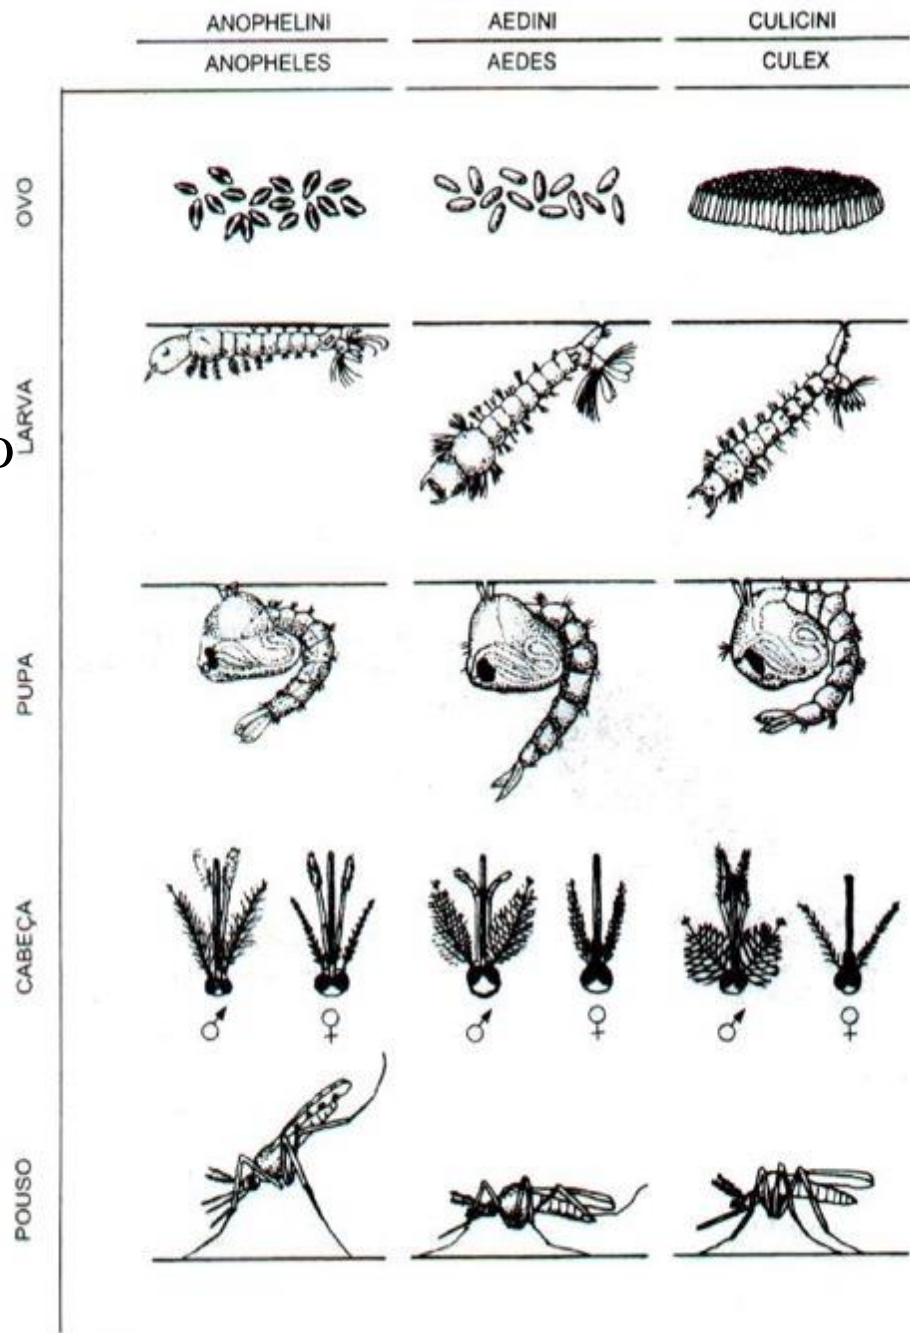 ANOPHELINI AEDINI CULICINI
ANOPHELES AEDES CULEX
OVO
LARVA
O
PUPA
CABEÇA
♂ ♀ ♂ ♀ ♂ ♀
POUSO